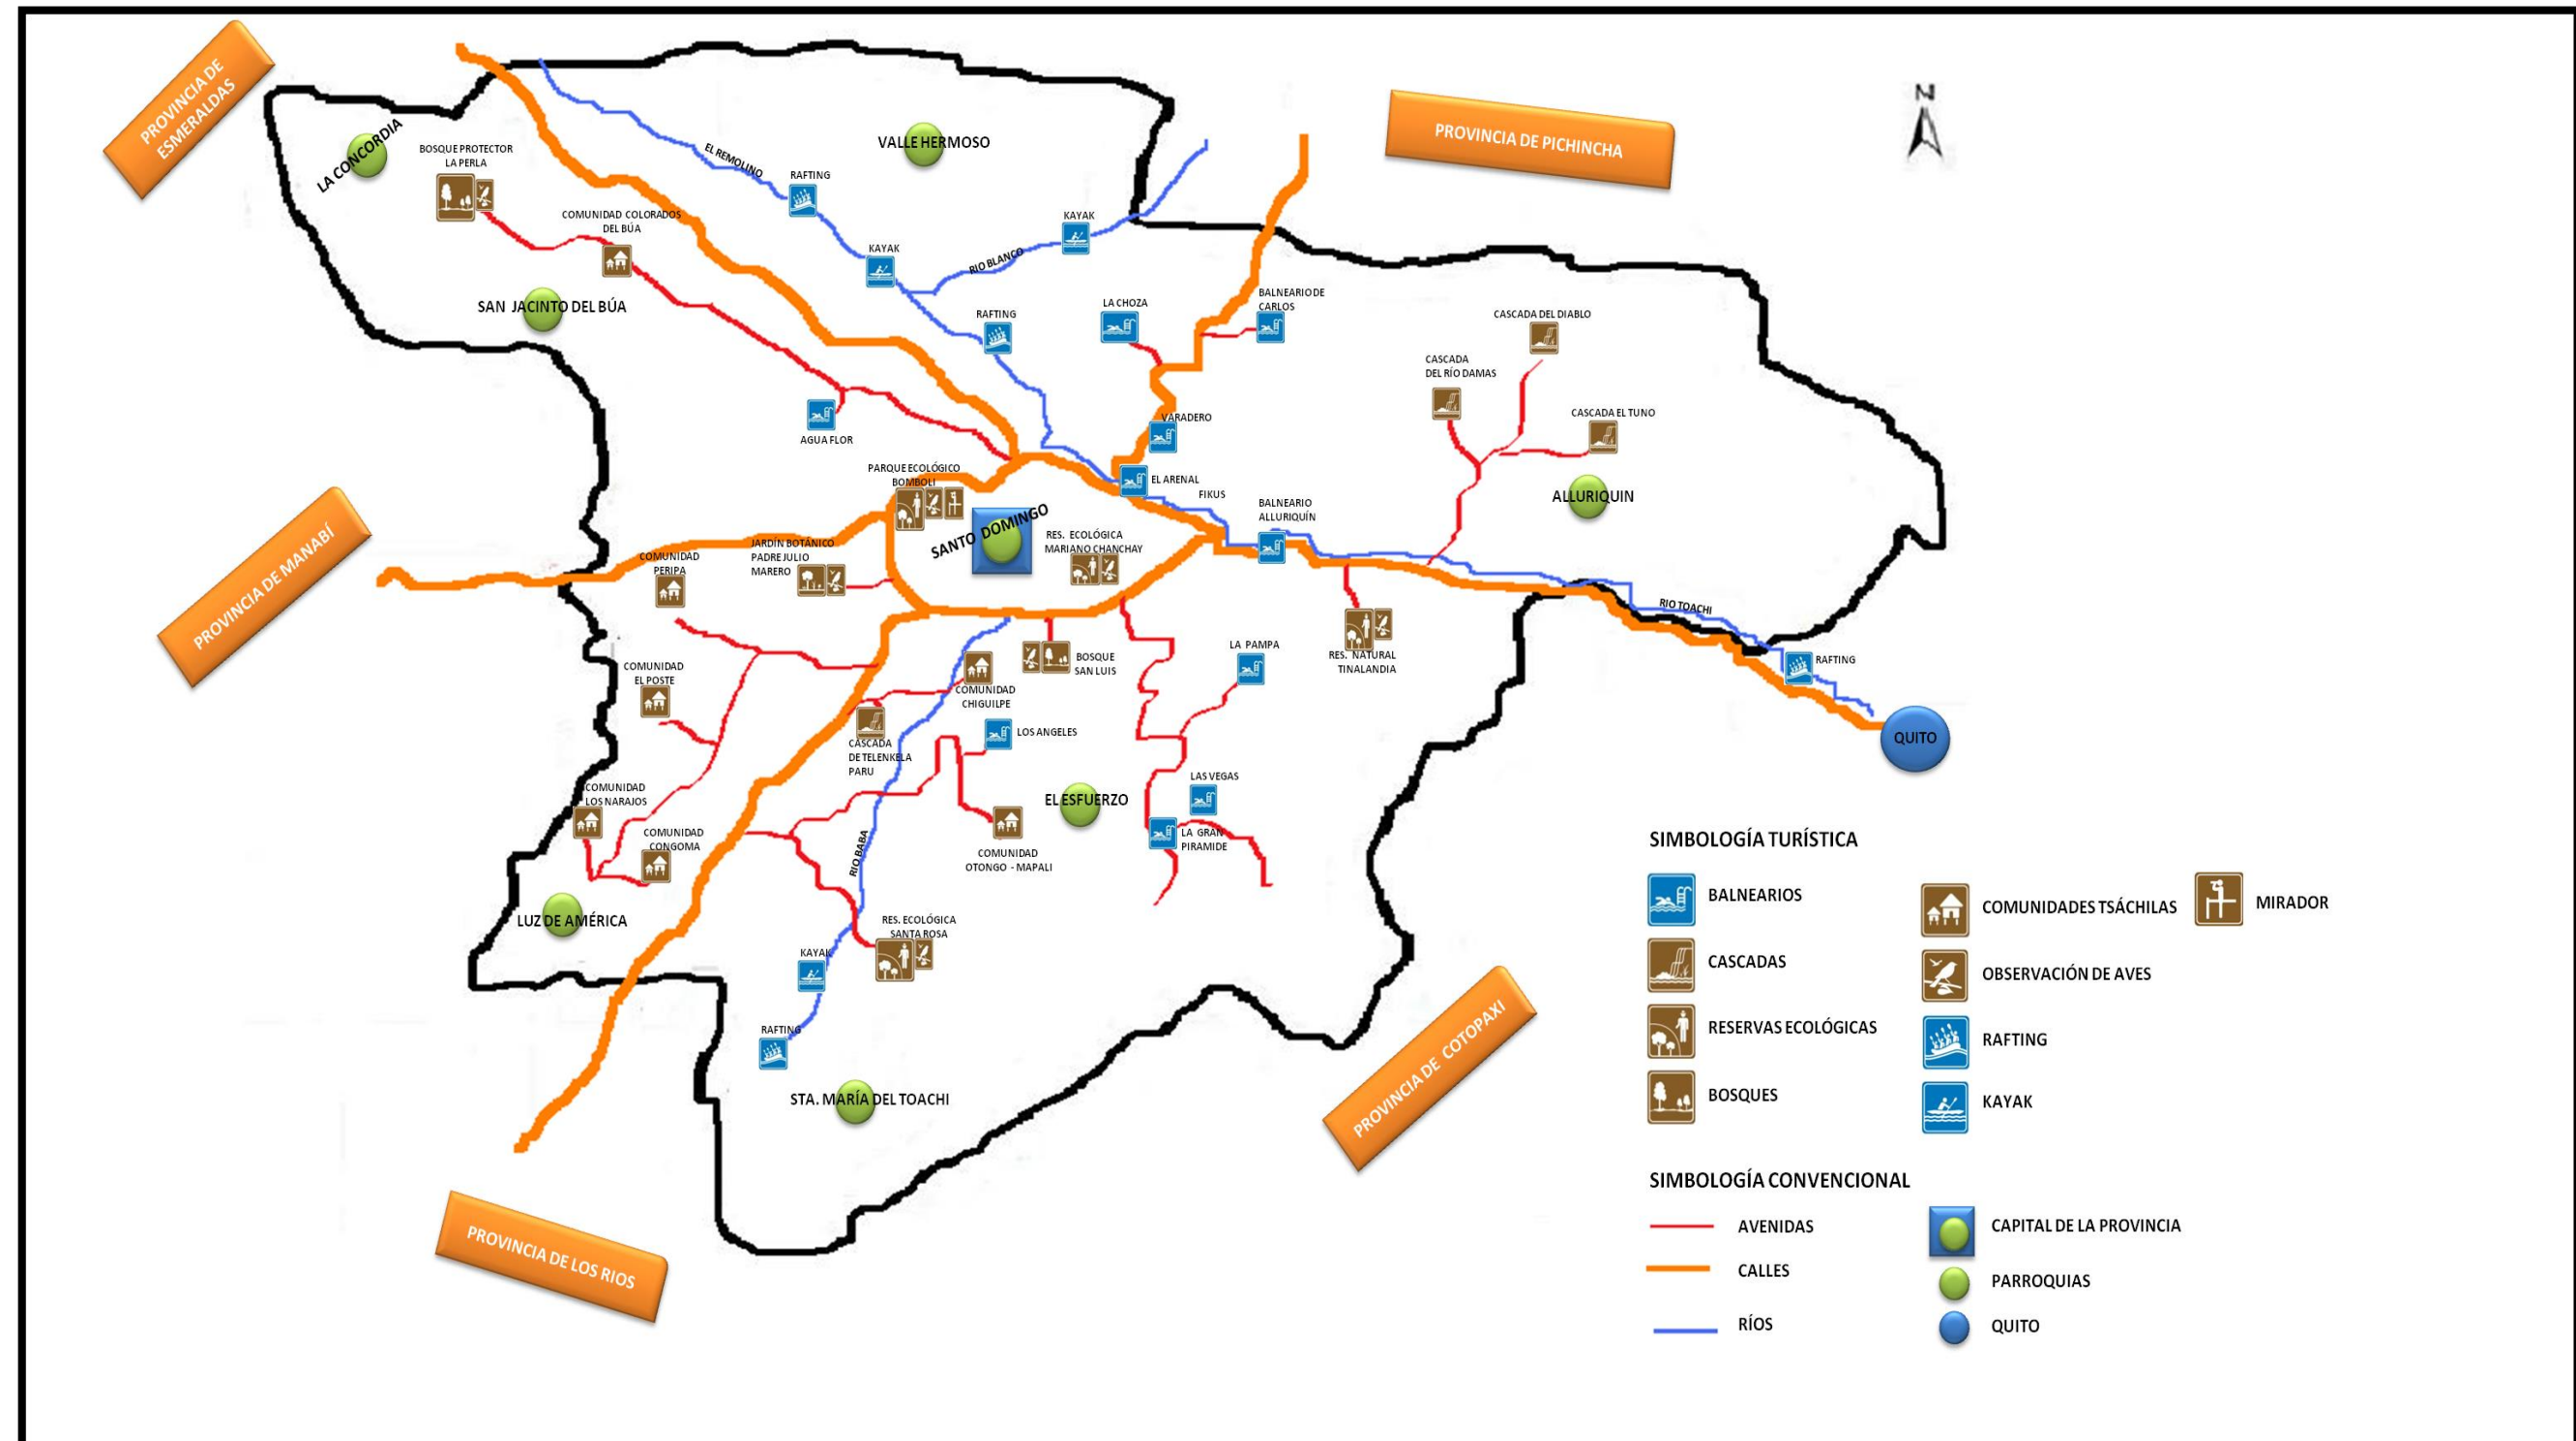 PROVINCIA DE
ESMERALDAS
LA CONCORDIA
BOSQUE PROTECTOR
LA PERLA
COMUNIDAD COLORADOS
DEL BÚA
SAN JACINTO DEL BÚA
EL REMOLINO
RAFTING
VALLE HERMOSO
KAYAK
RIO BLANCO
KAYAK
PROVINCIA DE PICHINCHA
N
RAFTING
LA CHOZA
BALNEARIO DE
CARLOS
CASCADA DEL DIABLO
CASCADA
DEL RÍO DAMAS
CASCADA EL TUNO
ALLURIQUIN
AGUA FLOR
VARADERO
EL ARENAL
FIKUS
BALNEARIO
ALLURIQUÍN
PARQUE ECOLÓGICO
BOMBOLI
SANTO DOMINGO
RES. ECOLÓGICA
MARIANO CHANCHAY
PROVINCIA DE MANABÍ
COMUNIDAD
PERIPA
JARDÍN BOTÁNICO
PADRE JULIO
MARERO
RIO TOACHI
RAFTING
QUITO
BOSQUE
SAN LUIS
LA PAMPA
RES. NATURAL
TINALANDIA
COMUNIDAD
EL POSTE
COMUNIDAD
CHIGUILPE
CASCADA
DE TELENKELA
PARU
LOS ANGELES
COMUNIDAD
LOS NARAJOS
COMUNIDAD
CONGOMA
EL ESFUERZO
LAS VEGAS
LA GRAN
PIRAMIDE
RIO BABA
COMUNIDAD
OTONGO - MAPALI
LUZ DE AMÉRICA
RES. ECOLÓGICA
SANTA ROSA
KAYAK
RAFTING
STA. MARÍA DEL TOACHI
PROVINCIA DE COTOPAXI
PROVINCIA DE LOS RIOS
SIMBOLOGÍA TURÍSTICA
BALNEARIOS
CASCADAS
RESERVAS ECOLÓGICAS
BOSQUES
COMUNIDADES TSÁCHILAS
OBSERVACIÓN DE AVES
RAFTING
KAYAK
MIRADOR
SIMBOLOGÍA CONVENCIONAL
AVENIDAS
CALLES
RÍOS
CAPITAL DE LA PROVINCIA
PARROQUIAS
QUITO